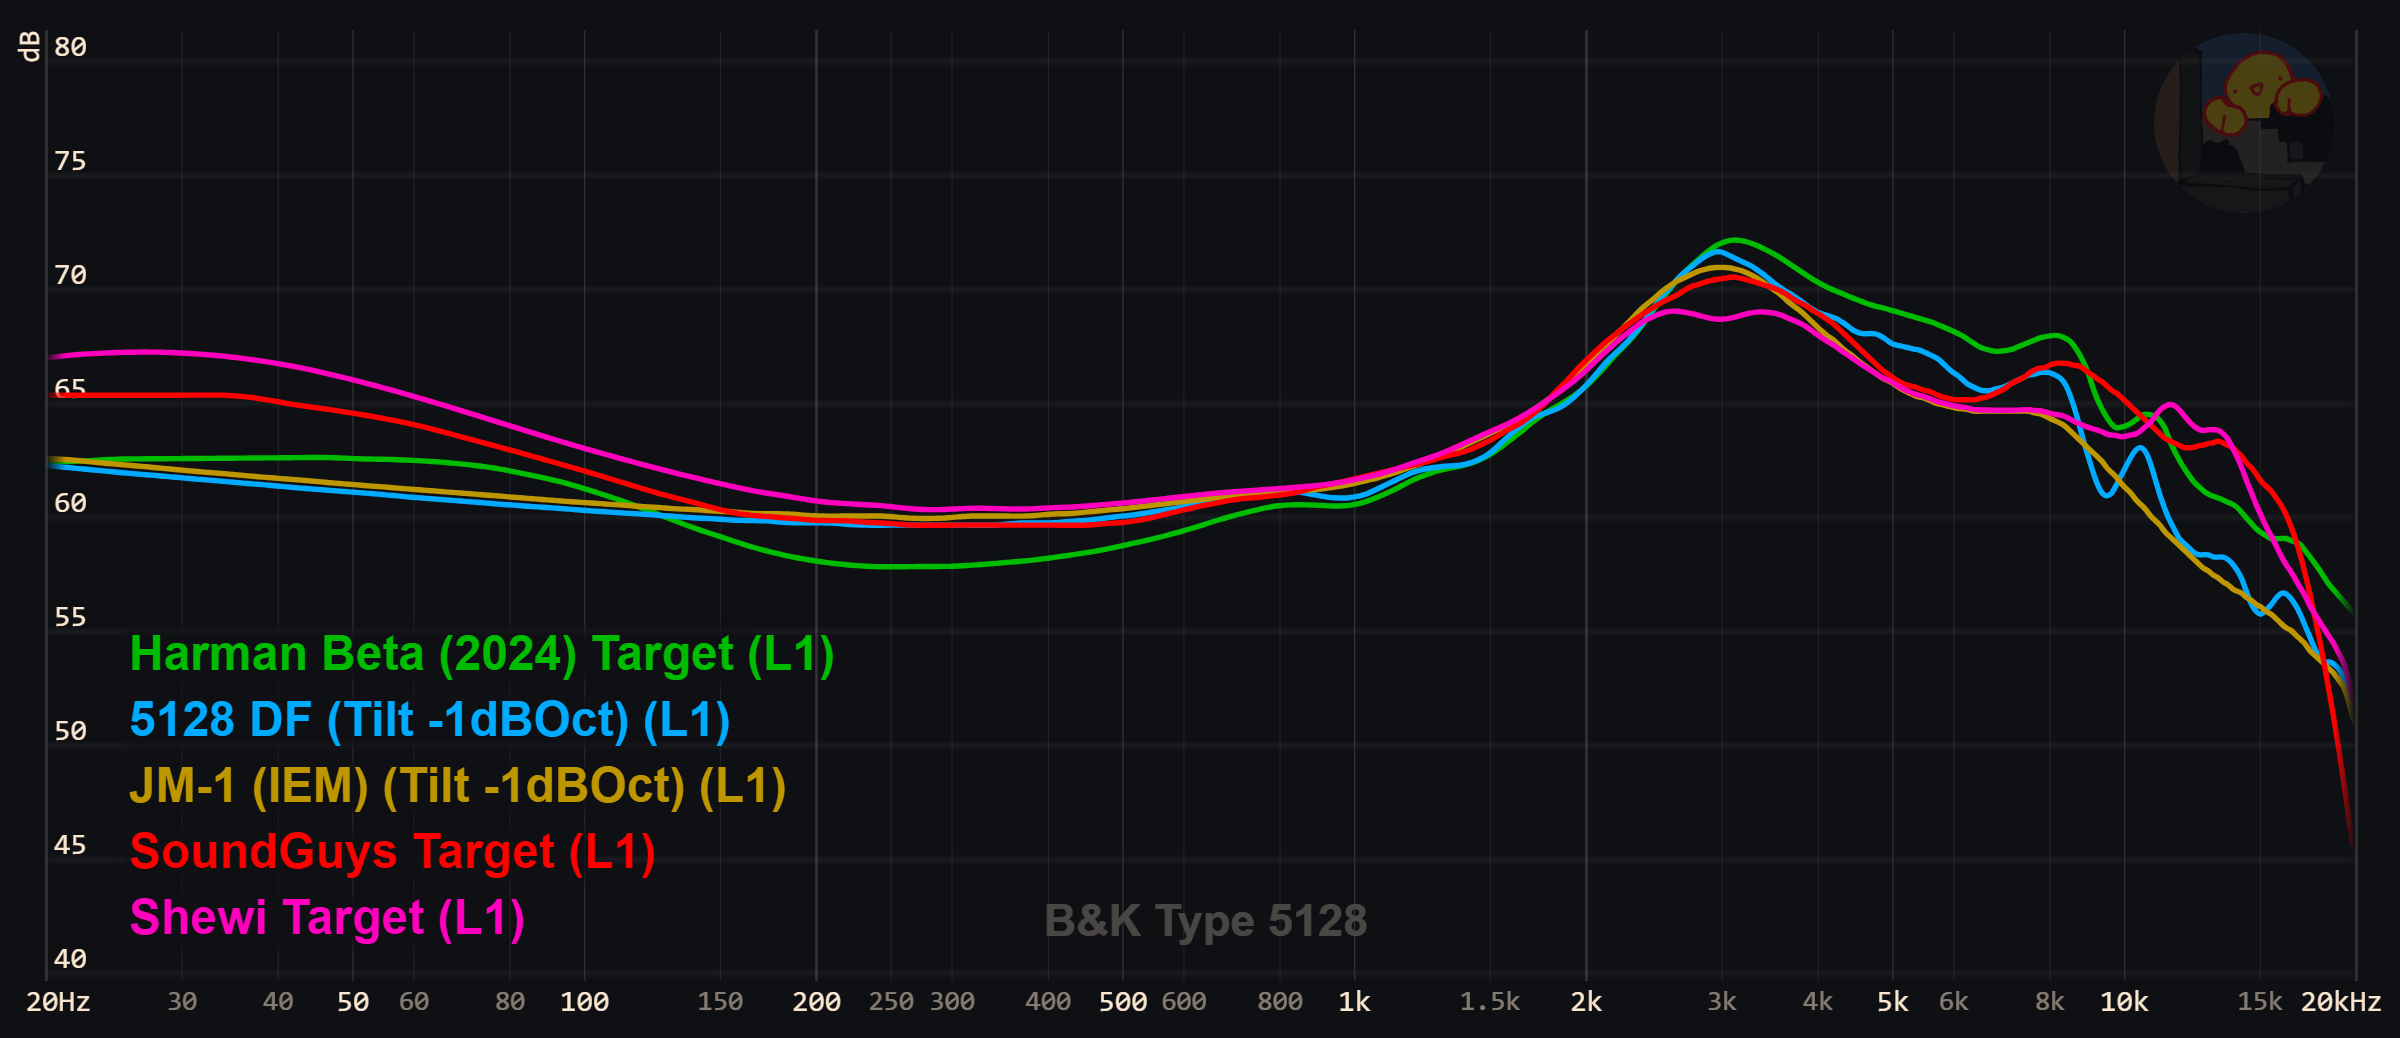 dB
80
75
70
65
60
55
Harman Beta (2024) Target (L1)
5128 DF (Tilt -1dBOct) (L1)
50
JM-1 (IEM) (Tilt -1dBOct) (L1)
45
SoundGuys Target (L1)
Shewi Target (L1)
B&K Type 5128
40
20Hz 30 40 50 60 80 100 150 200 250 300 400 500 600 800 1k 1.5k 2k 3k 4k 5k 6k 8k 10k 15k 20kHz